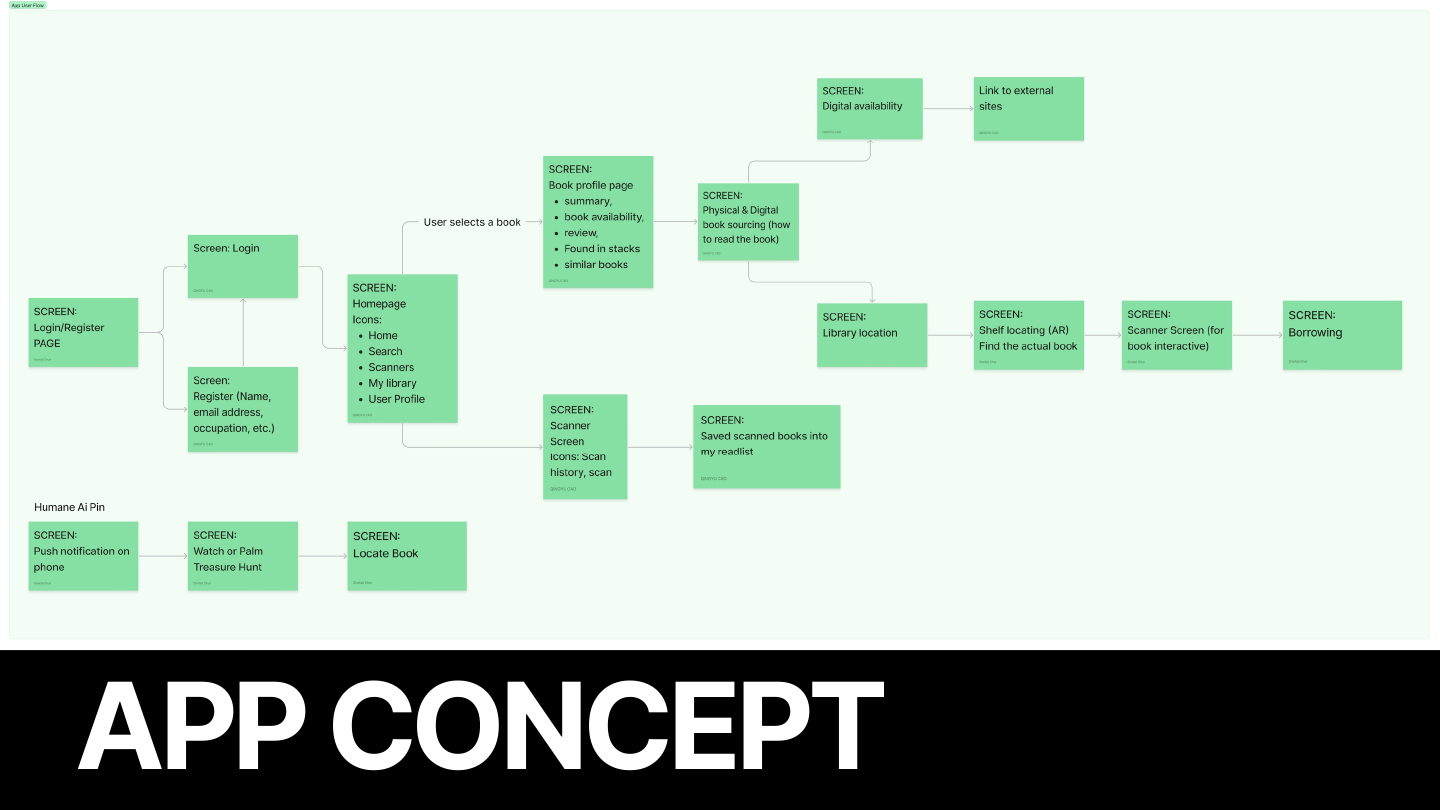 App User Flow
SCREEN:
Digital availability
Link to external
sites
SCREEN:
Book profile page
• summary,
• book availability,
• review,
• Found in stacks
• similar books
SCREEN:
Physical & Digital
book sourcing (how
to read the book)
User selects a book
Screen: Login
SCREEN:
Homepage
Icons:
• Home
• Search
• Scanners
• My library
• User Profile
SCREEN:
Login/Register
PAGE
SCREEN:
Library location
SCREEN:
Shelf locating (AR)
Find the actual book
SCREEN:
Scanner Screen (for
book interactive)
SCREEN:
Borrowing
Screen:
Register (Name,
email address,
occupation, etc.)
SCREEN:
Scanner
Screen
Icons: Scan
history, scan
SCREEN:
Saved scanned books into
my readlist
Humane Ai Pin
SCREEN:
Push notification on
phone
SCREEN:
Watch or Palm
Treasure Hunt
SCREEN:
Locate Book
APP CONCEPT